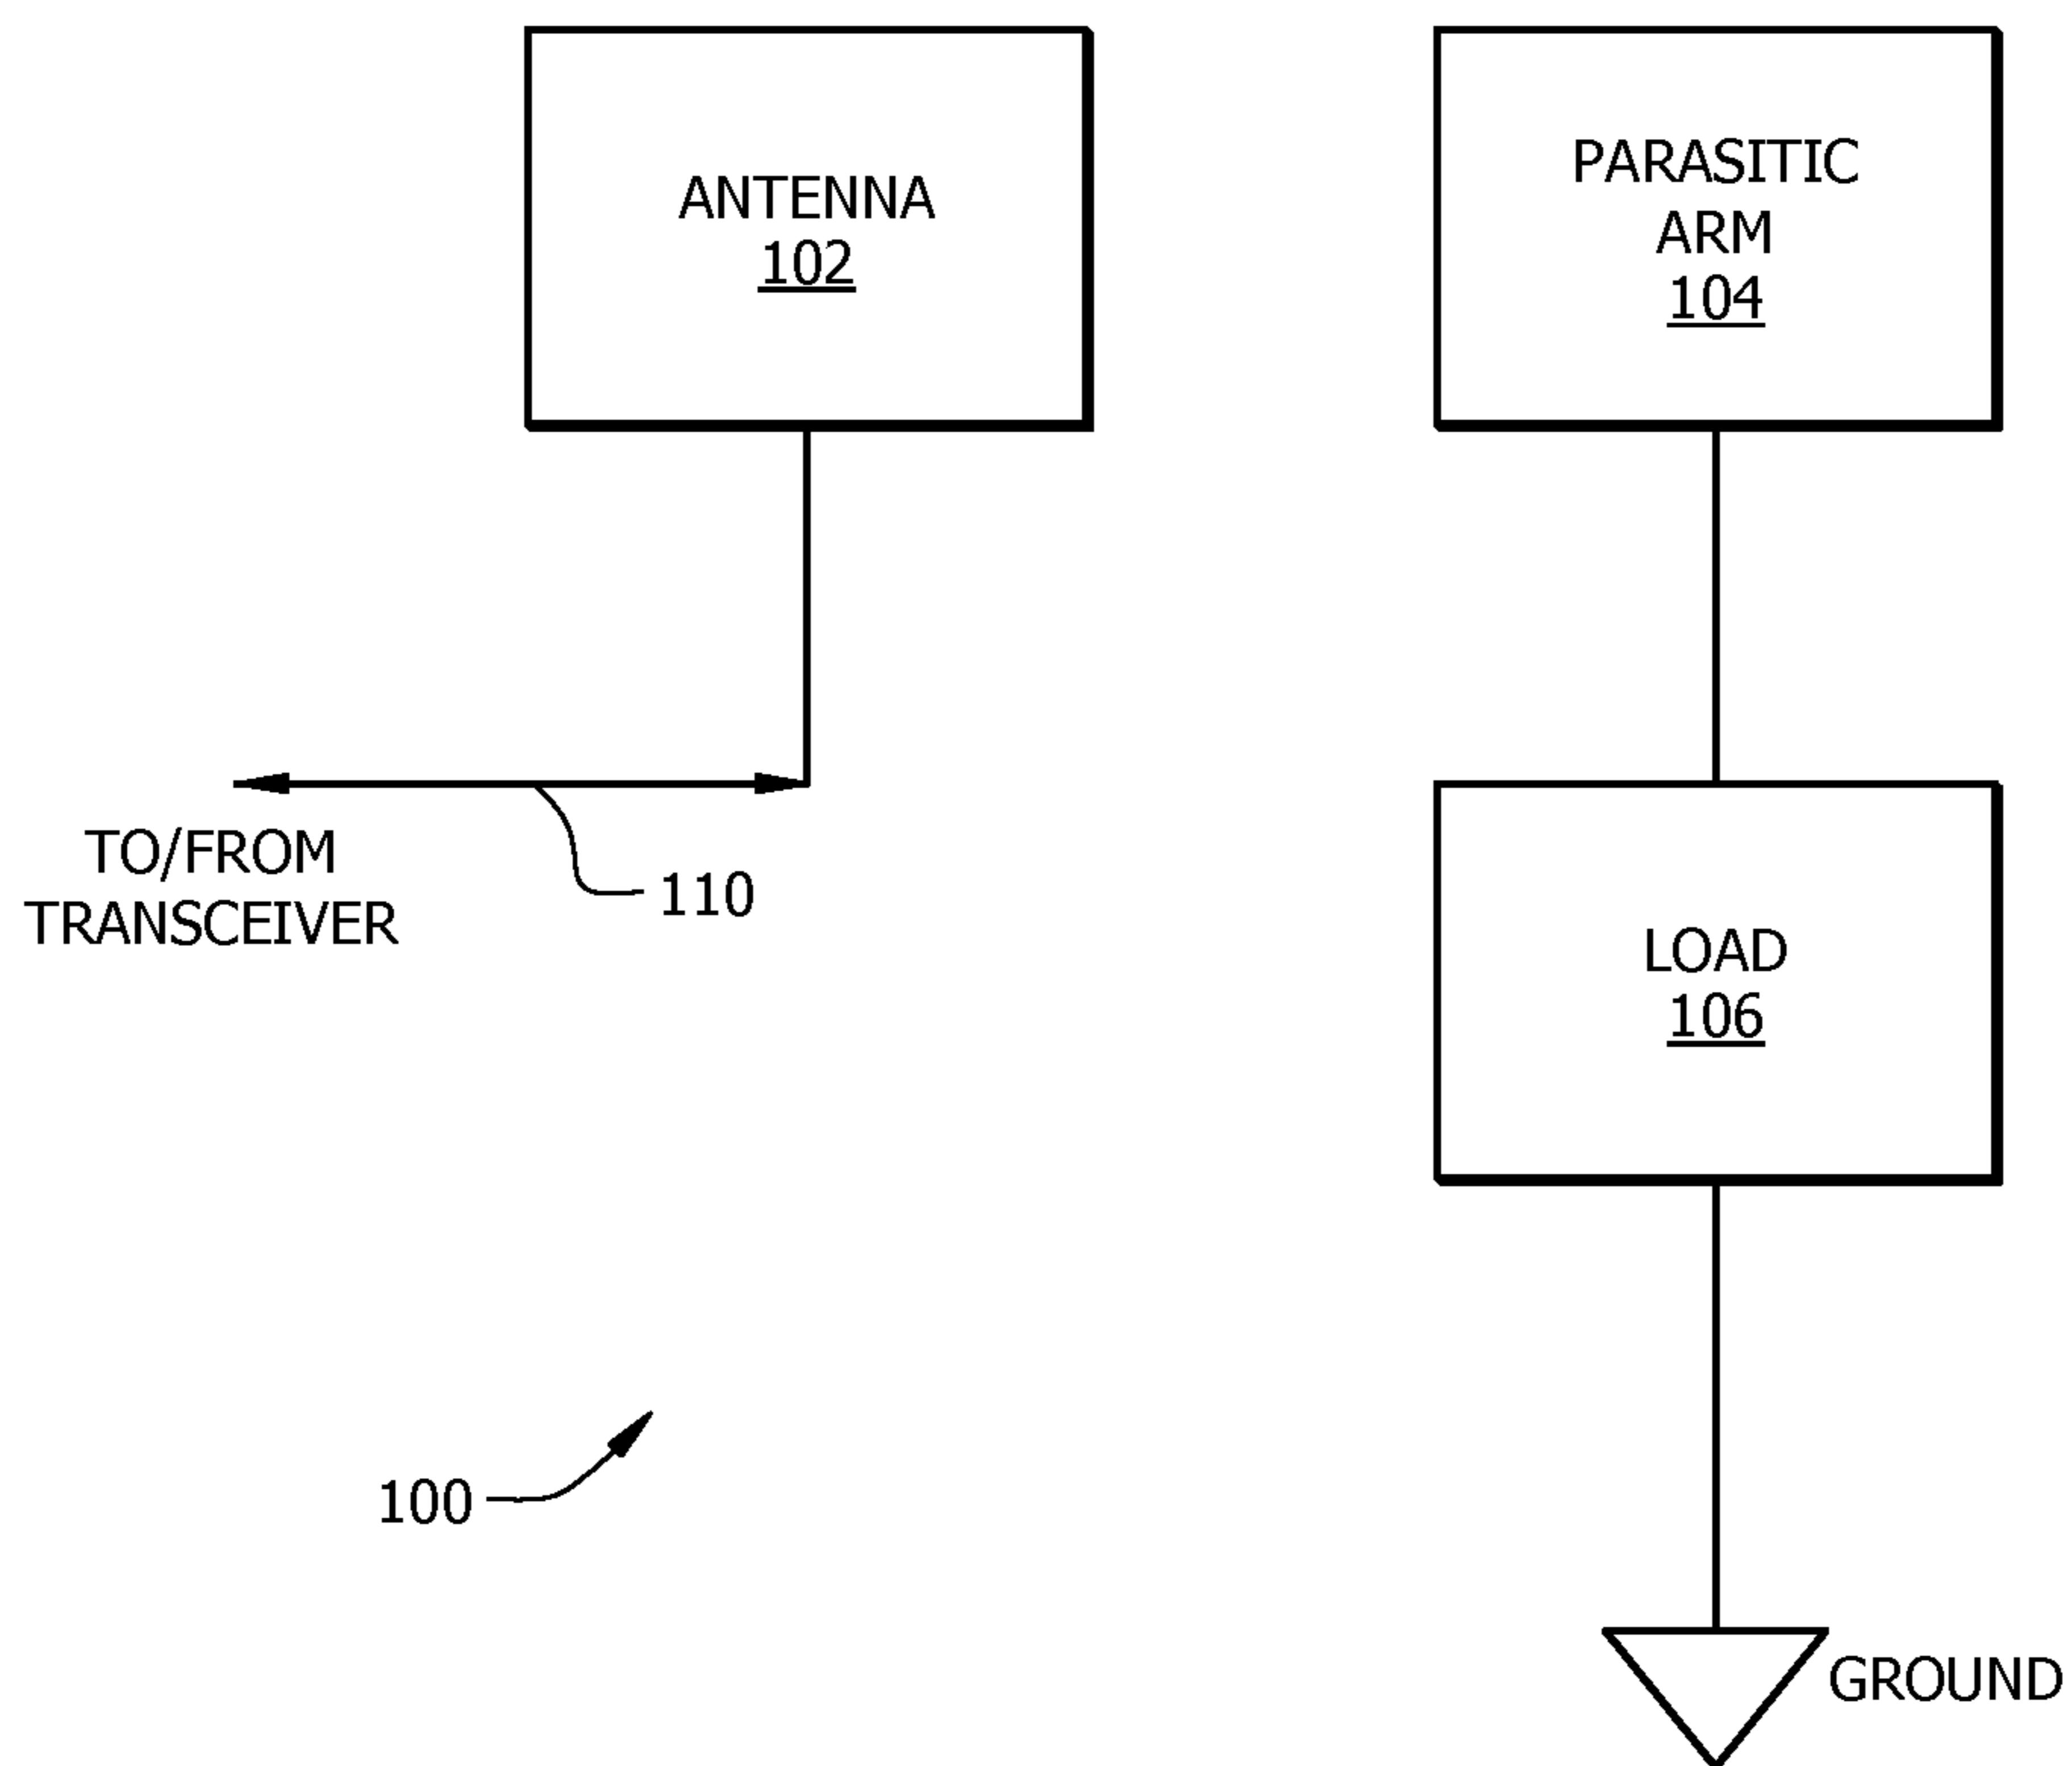 ANTENNA
102
PARASITIC
ARM
104
TO/FROM
TRANSCEIVER
110
LOAD
106
100
GROUND